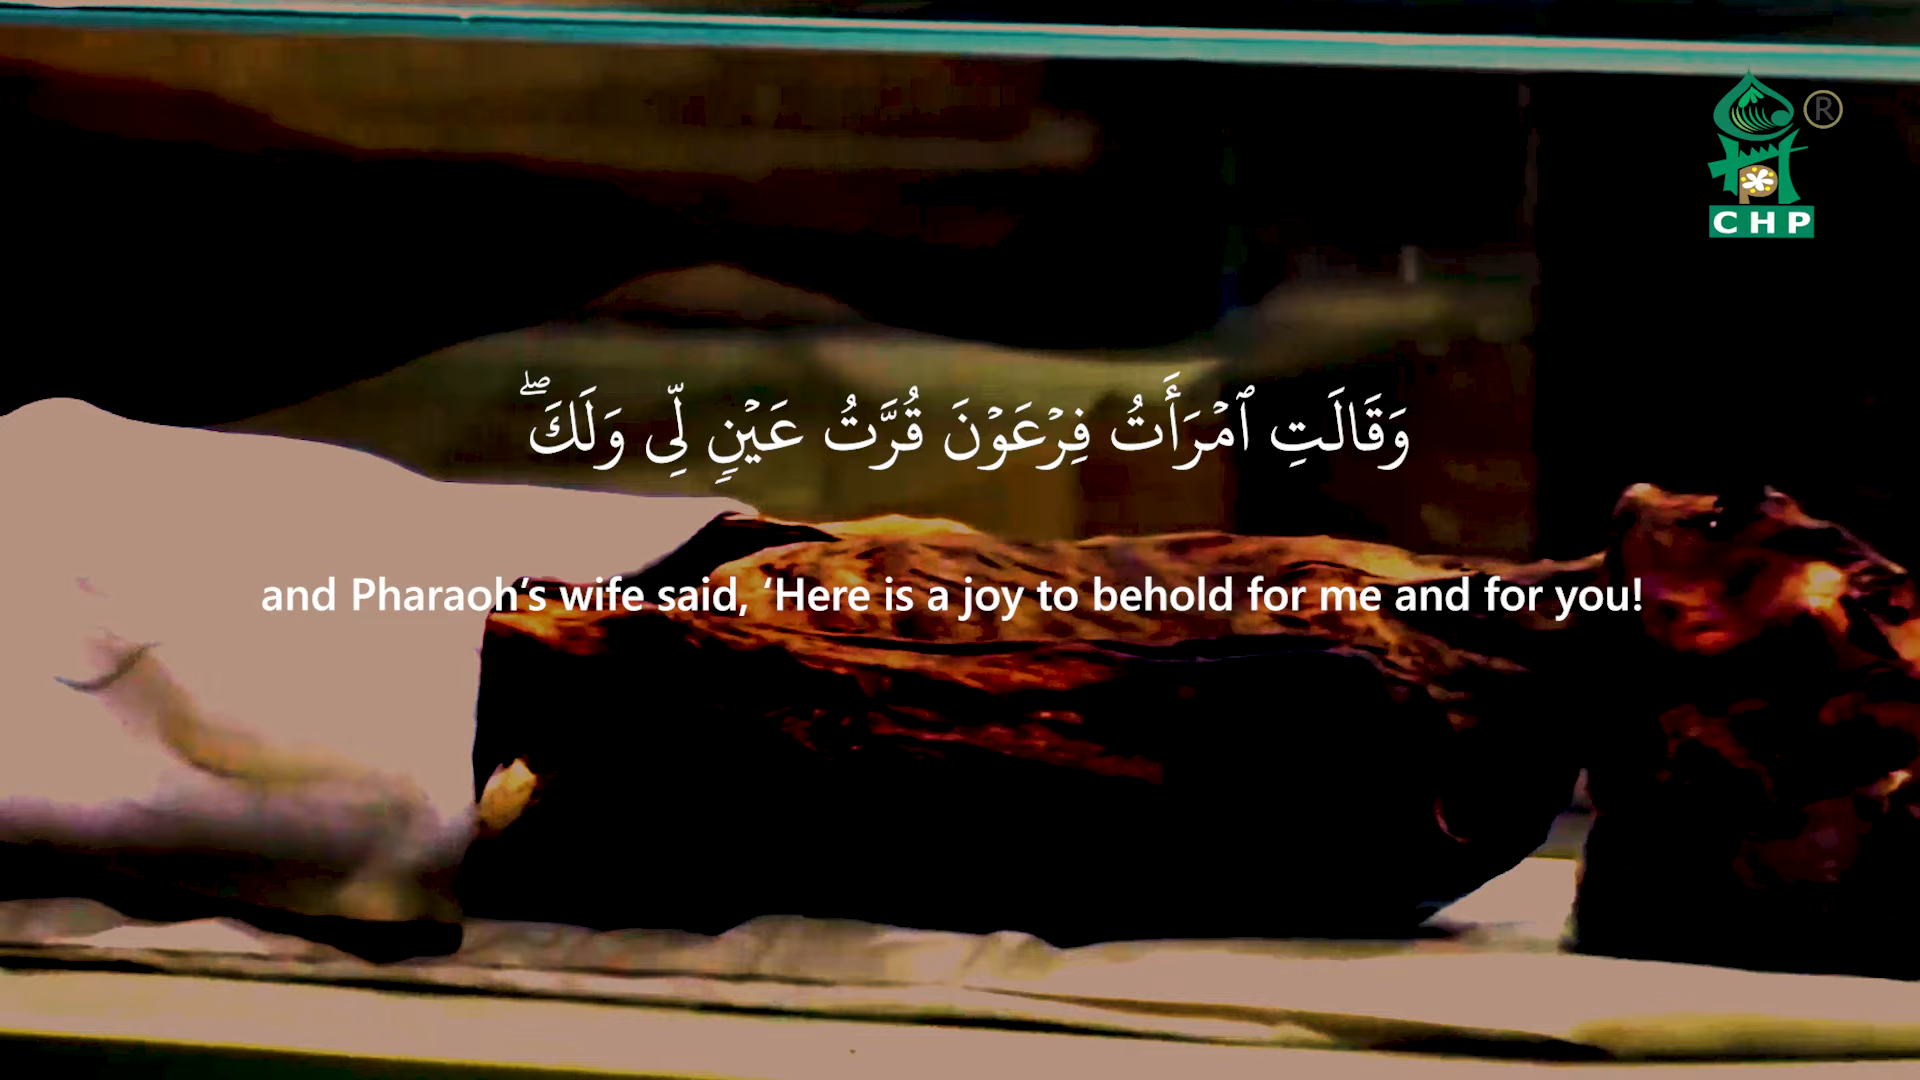 ®
CHP
وَقَالَتِ ٱمْرَأَتُ فِرْعَوْنَ قُرَّتُ عَيْنٍ لِّى وَلَكَ ۖ
and Pharaoh’s wife said, ‘Here is a joy to behold for me and for you!